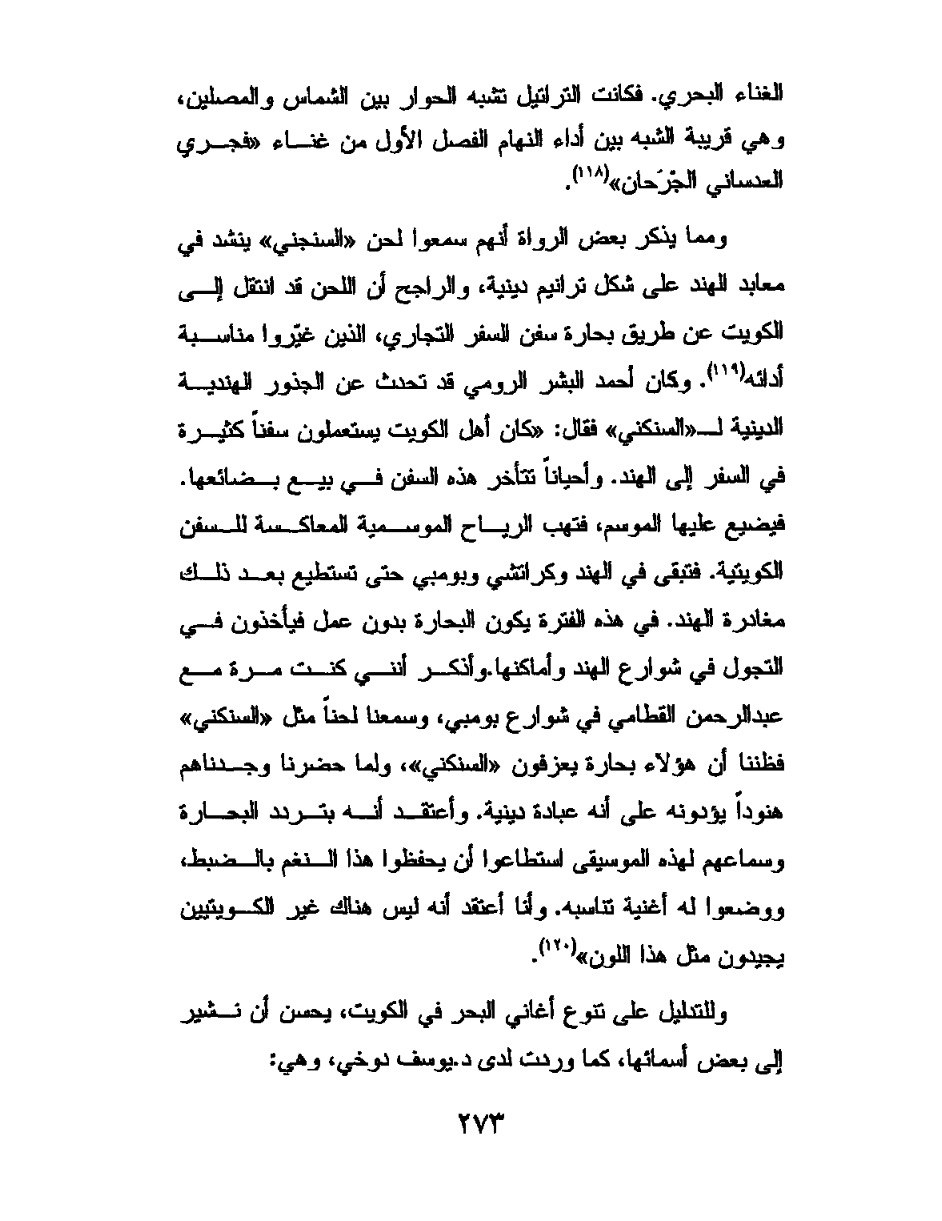 الغناء البحري. فكانت التراتيل تشبه الحوار بين الشماس والمصلين،
وهي قريبة الشبه بين أداء النهام الفصل الأول من غناء «فجري
العدساني الجْرَحان»(١١٨).
ومما يذكر بعض الرواة أنهم سمعوا لحن «السنجني» ينشد في
معابد الهند على شكل ترانيم دينية، والراجح أن اللحن قد انتقل إلى
الكويت عن طريق بحارة سفن السفر التجاري، الذين غيّروا مناسبة
أدائه(١١٩). وكان أحمد البشر الرومي قد تحدث عن الجذور الهندية
الدينية لـ«السنكني» فقال: «كان أهل الكويت يستعملون سفناً كثيرة
في السفر إلى الهند. وأحياناً تتأخر هذه السفن في بيع بضائعها.
فيضيع عليها الموسم، فتهب الرياح الموسمية المعاكسة للسفن
الكويتية. فتبقى في الهند وكراتشي وبومبي حتى تستطيع بعد ذلك
مغادرة الهند. في هذه الفترة يكون البحارة بدون عمل فيأخذون في
التجول في شوارع الهند وأماكنها.وأذكر أنني كنت مرة مع
عبدالرحمن القطامي في شوارع بومبي، وسمعنا لحناً مثل «السنكني»
فظننا أن هؤلاء بحارة يعزفون «السنكني»، ولما حضرنا وجدناهم
هنوداً يؤدونه على أنه عبادة دينية. وأعتقد أنه بتردد البحارة
وسماعهم لهذه الموسيقى استطاعوا أن يحفظوا هذا النغم بالضبط،
ووضعوا له أغنية تناسبه. وأنا أعتقد أنه ليس هناك غير الكويتيين
يجيدون مثل هذا اللون»(١٢٠).
وللتدليل على تنوع أغاني البحر في الكويت، يحسن أن نشير
إلى بعض أسمائها، كما وردت لدى د.يوسف دوخي، وهي:
٢٧٣